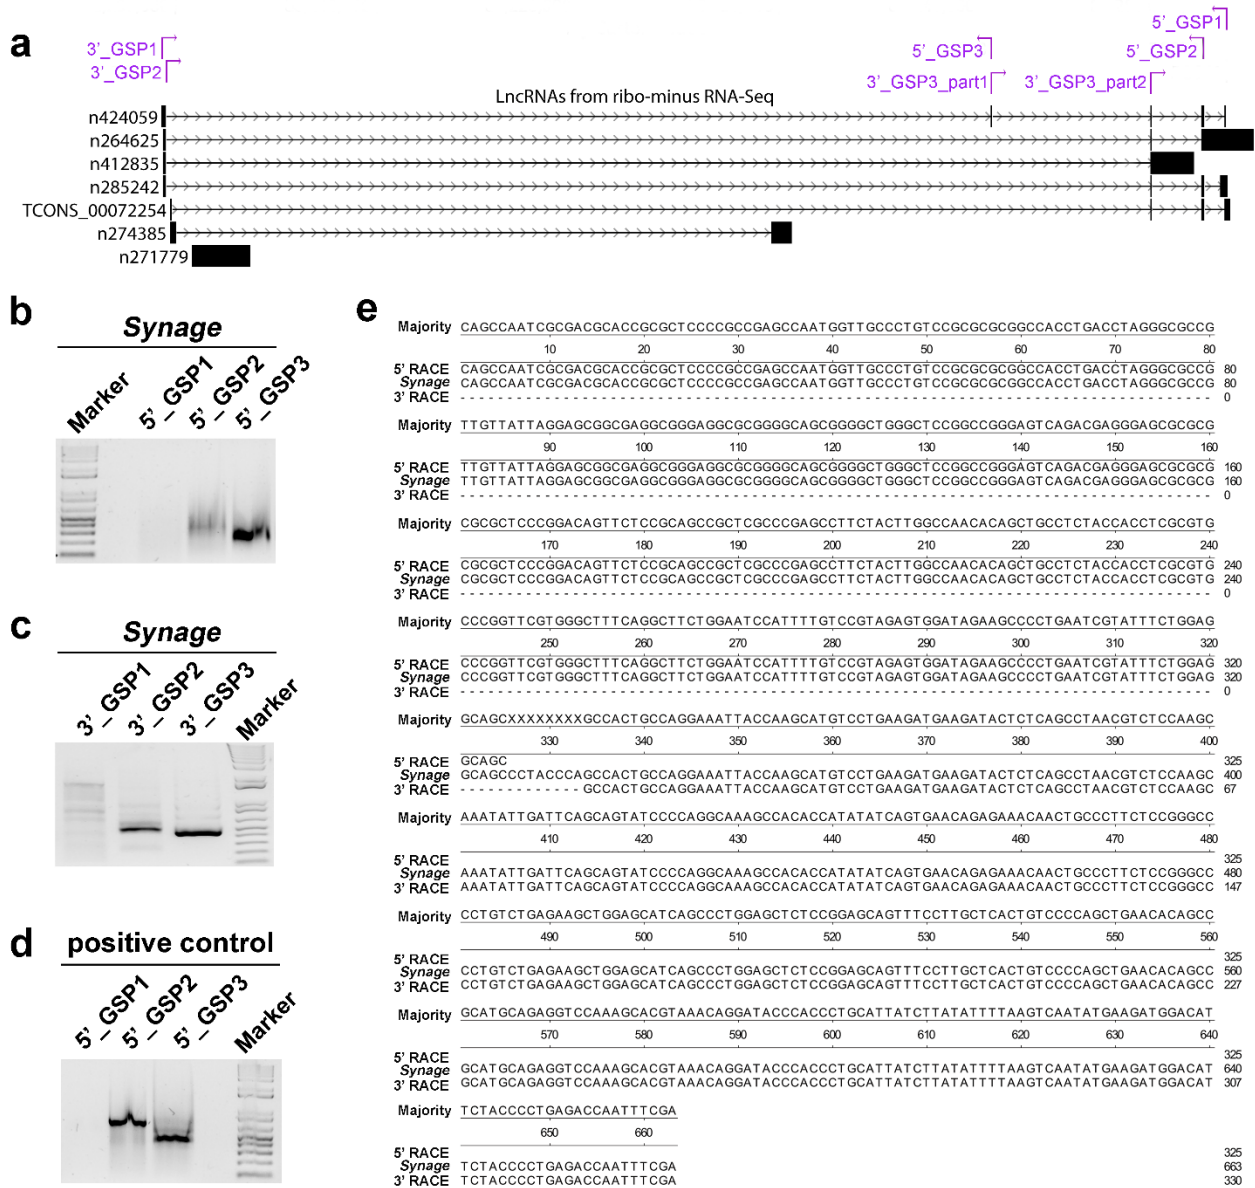 a
3'_GSP1
3'_GSP2
5'_GSP3
3'_GSP3_part1
3'_GSP3_part2
5'_GSP1
5'_GSP2
LncRNAs from ribo-minus RNA-Seq
n424059
n264625
n412835
n285242
TCONS_00072254
n274385
n271779
b
Synage
Marker
5'_GSP1
5'_GSP2
5'_GSP3
c
Synage
3'_GSP1
3'_GSP2
3'_GSP3
Marker
d
positive control
5'_GSP1
5'_GSP2
5'_GSP3
Marker
e
Majority CAGCCAATCGCGACGCACCGCGCTCCCCGCCGAGCCAATGGTTGCCCTGTCCGCGCGCGGCCACCTGACCTAGGGCGCCG
10 20 30 40 50 60 70 80
5' RACE CAGCCAATCGCGACGCACCGCGCTCCCCGCCGAGCCAATGGTTGCCCTGTCCGCGCGCGGCCACCTGACCTAGGGCGCCG 80
Synage CAGCCAATCGCGACGCACCGCGCTCCCCGCCGAGCCAATGGTTGCCCTGTCCGCGCGCGGCCACCTGACCTAGGGCGCCG 80
3' RACE -------------------------------------------------------------------------------- 0
Majority TTGTTATTAGGAGCGGCGAGGCGGGAGGCGCGGGGCAGCGGGGCTGGGCTCCGGCCGGGAGTCAGACGAGGGAGCGCGCG
90 100 110 120 130 140 150 160
5' RACE TTGTTATTAGGAGCGGCGAGGCGGGAGGCGCGGGGCAGCGGGGCTGGGCTCCGGCCGGGAGTCAGACGAGGGAGCGCGCG 160
Synage TTGTTATTAGGAGCGGCGAGGCGGGAGGCGCGGGGCAGCGGGGCTGGGCTCCGGCCGGGAGTCAGACGAGGGAGCGCGCG 160
3' RACE -------------------------------------------------------------------------------- 0
Majority CGCGCTCCCGGACAGTTCTCCGCAGCCGCTCGCCCGAGCCTTCTACTTGGCCAACACAGCTGCCTCTACCACCTCGCGTG
170 180 190 200 210 220 230 240
5' RACE CGCGCTCCCGGACAGTTCTCCGCAGCCGCTCGCCCGAGCCTTCTACTTGGCCAACACAGCTGCCTCTACCACCTCGCGTG 240
Synage CGCGCTCCCGGACAGTTCTCCGCAGCCGCTCGCCCGAGCCTTCTACTTGGCCAACACAGCTGCCTCTACCACCTCGCGTG 240
3' RACE -------------------------------------------------------------------------------- 0
Majority CCCGGTTCGTGGGCTTTCAGGCTTCTGGAATCCATTTTGTCCGTAGAGTGGATAGAAGCCCCTGAATCGTATTTCTGGAG
250 260 270 280 290 300 310 320
5' RACE CCCGGTTCGTGGGCTTTCAGGCTTCTGGAATCCATTTTGTCCGTAGAGTGGATAGAAGCCCCTGAATCGTATTTCTGGAG 320
Synage CCCGGTTCGTGGGCTTTCAGGCTTCTGGAATCCATTTTGTCCGTAGAGTGGATAGAAGCCCCTGAATCGTATTTCTGGAG 320
3' RACE -------------------------------------------------------------------------------- 0
Majority GCAGCXXXXXXXXGCCACTGCCAGGAAATTACCAAGCATGTCCTGAAGATGAAGATACTCTCAGCCTAACGTCTCCAAGC
330 340 350 360 370 380 390 400
5' RACE GCAGC 325
Synage GCAGCCCTACCCAGCCACTGCCAGGAAATTACCAAGCATGTCCTGAAGATGAAGATACTCTCAGCCTAACGTCTCCAAGC 400
3' RACE -------------GCCACTGCCAGGAAATTACCAAGCATGTCCTGAAGATGAAGATACTCTCAGCCTAACGTCTCCAAGC 67
Majority AAATATTGATTCAGCAGTATCCCCAGGCAAAGCCACACCATATATCAGTGAACAGAGAAACAACTGCCCTTCTCCGGGCC
410 420 430 440 450 460 470 480
5' RACE 325
Synage AAATATTGATTCAGCAGTATCCCCAGGCAAAGCCACACCATATATCAGTGAACAGAGAAACAACTGCCCTTCTCCGGGCC 480
3' RACE AAATATTGATTCAGCAGTATCCCCAGGCAAAGCCACACCATATATCAGTGAACAGAGAAACAACTGCCCTTCTCCGGGCC 147
Majority CCTGTCTGAGAAGCTGGAGCATCAGCCCTGGAGCTCTCCGGAGCAGTTTCCTTGCTCACTGTCCCCAGCTGAACACAGCC
490 500 510 520 530 540 550 560
5' RACE 325
Synage CCTGTCTGAGAAGCTGGAGCATCAGCCCTGGAGCTCTCCGGAGCAGTTTCCTTGCTCACTGTCCCCAGCTGAACACAGCC 560
3' RACE CCTGTCTGAGAAGCTGGAGCATCAGCCCTGGAGCTCTCCGGAGCAGTTTCCTTGCTCACTGTCCCCAGCTGAACACAGCC 227
Majority GCATGCAGAGGTCCAAAGCACGTAAACAGGATACCCACCCTGCATTATCTTATATTTTAAGTCAATATGAAGATGGACAT
570 580 590 600 610 620 630 640
5' RACE 325
Synage GCATGCAGAGGTCCAAAGCACGTAAACAGGATACCCACCCTGCATTATCTTATATTTTAAGTCAATATGAAGATGGACAT 640
3' RACE GCATGCAGAGGTCCAAAGCACGTAAACAGGATACCCACCCTGCATTATCTTATATTTTAAGTCAATATGAAGATGGACAT 307
Majority TCTACCCCTGAGACCAATTTCGA
650 660
5' RACE 325
Synage TCTACCCCTGAGACCAATTTCGA 663
3' RACE TCTACCCCTGAGACCAATTTCGA 330